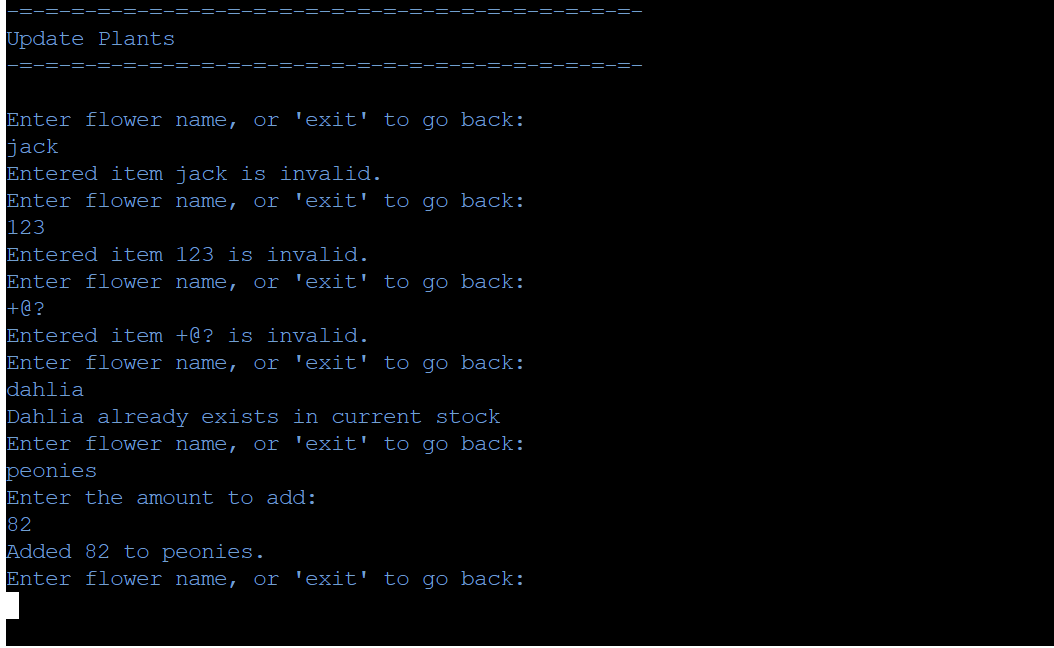 -=-=-=-=-=-=-=-=-=-=-=-=-=-=-=-=-=-=-=-=-=-=-=-=-
Update Plants
-=-=-=-=-=-=-=-=-=-=-=-=-=-=-=-=-=-=-=-=-=-=-=-=-
Enter flower name, or 'exit' to go back:
jack
Entered item jack is invalid.
Enter flower name, or 'exit' to go back:
123
Entered item 123 is invalid.
Enter flower name, or 'exit' to go back:
+@?
Entered item +@? is invalid.
Enter flower name, or 'exit' to go back:
dahlia
Dahlia already exists in current stock
Enter flower name, or 'exit' to go back:
peonies
Enter the amount to add:
82
Added 82 to peonies.
Enter flower name, or 'exit' to go back: